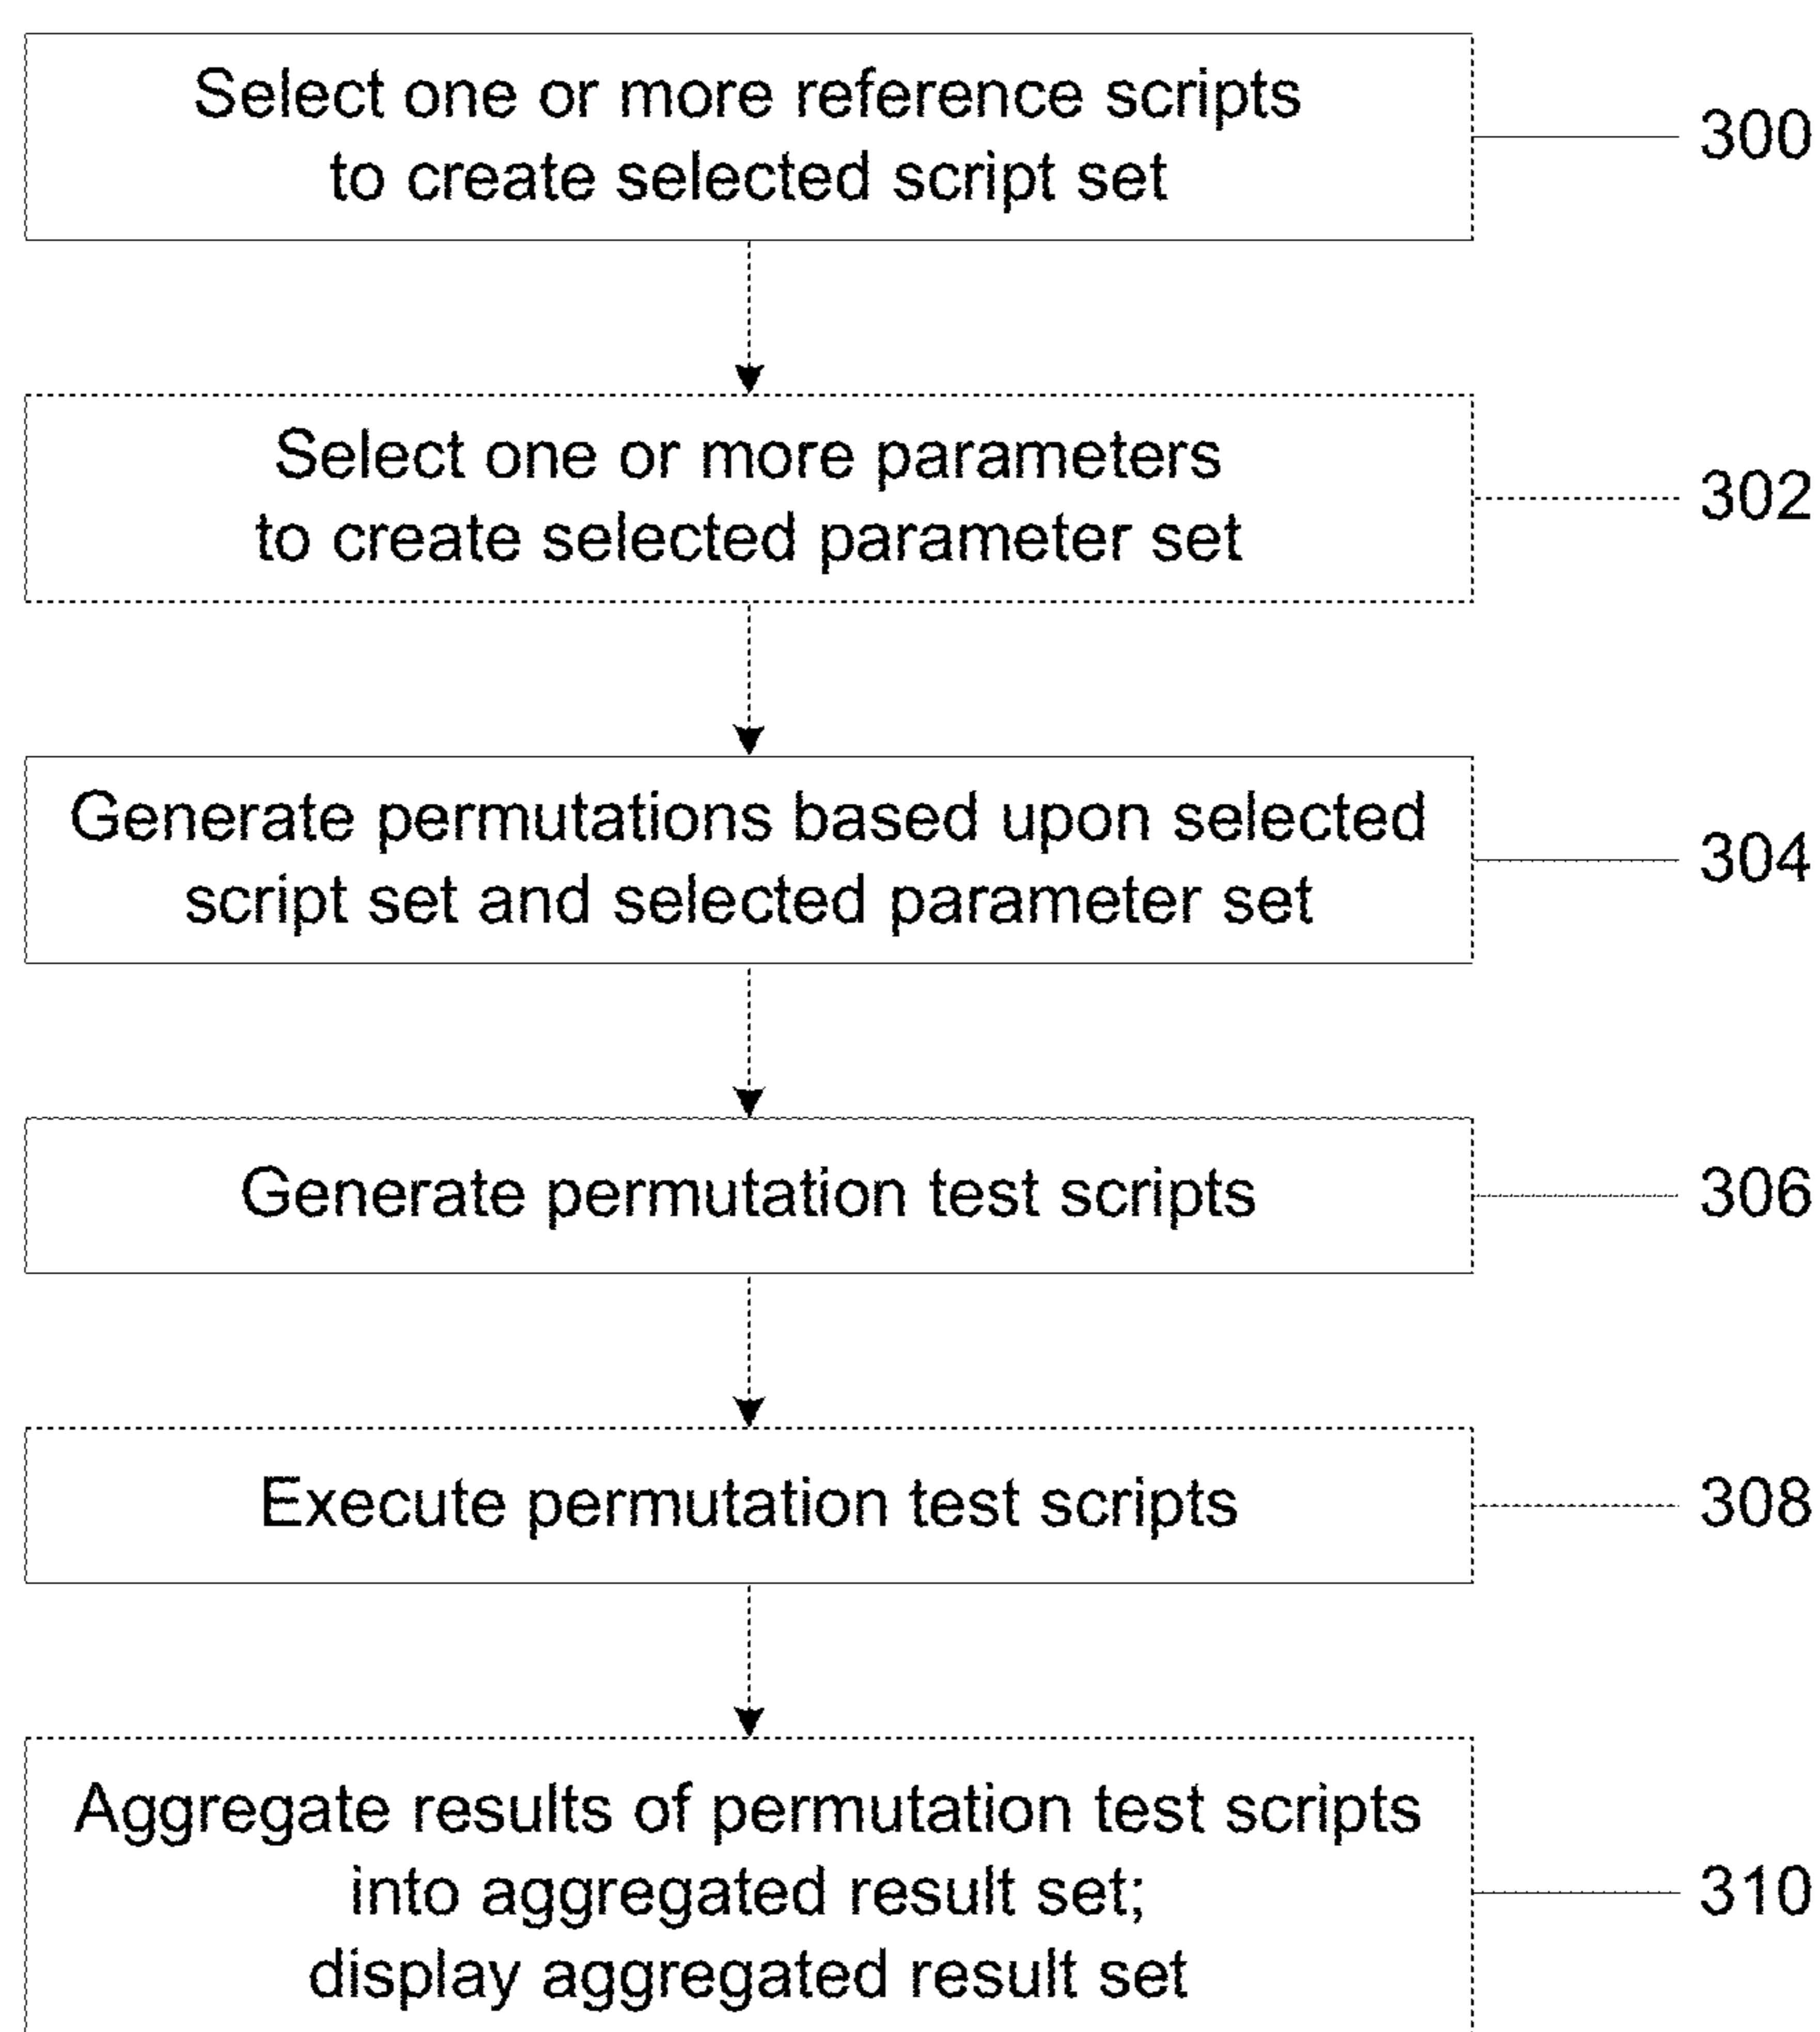 Select one or more reference scripts
to create selected script set
300
Select one or more parameters
to create selected parameter set
302
Generate permutations based upon selected
script set and selected parameter set
304
Generate permutation test scripts
306
Execute permutation test scripts
308
Aggregate results of permutation test scripts
into aggregated result set;
display aggregated result set
310